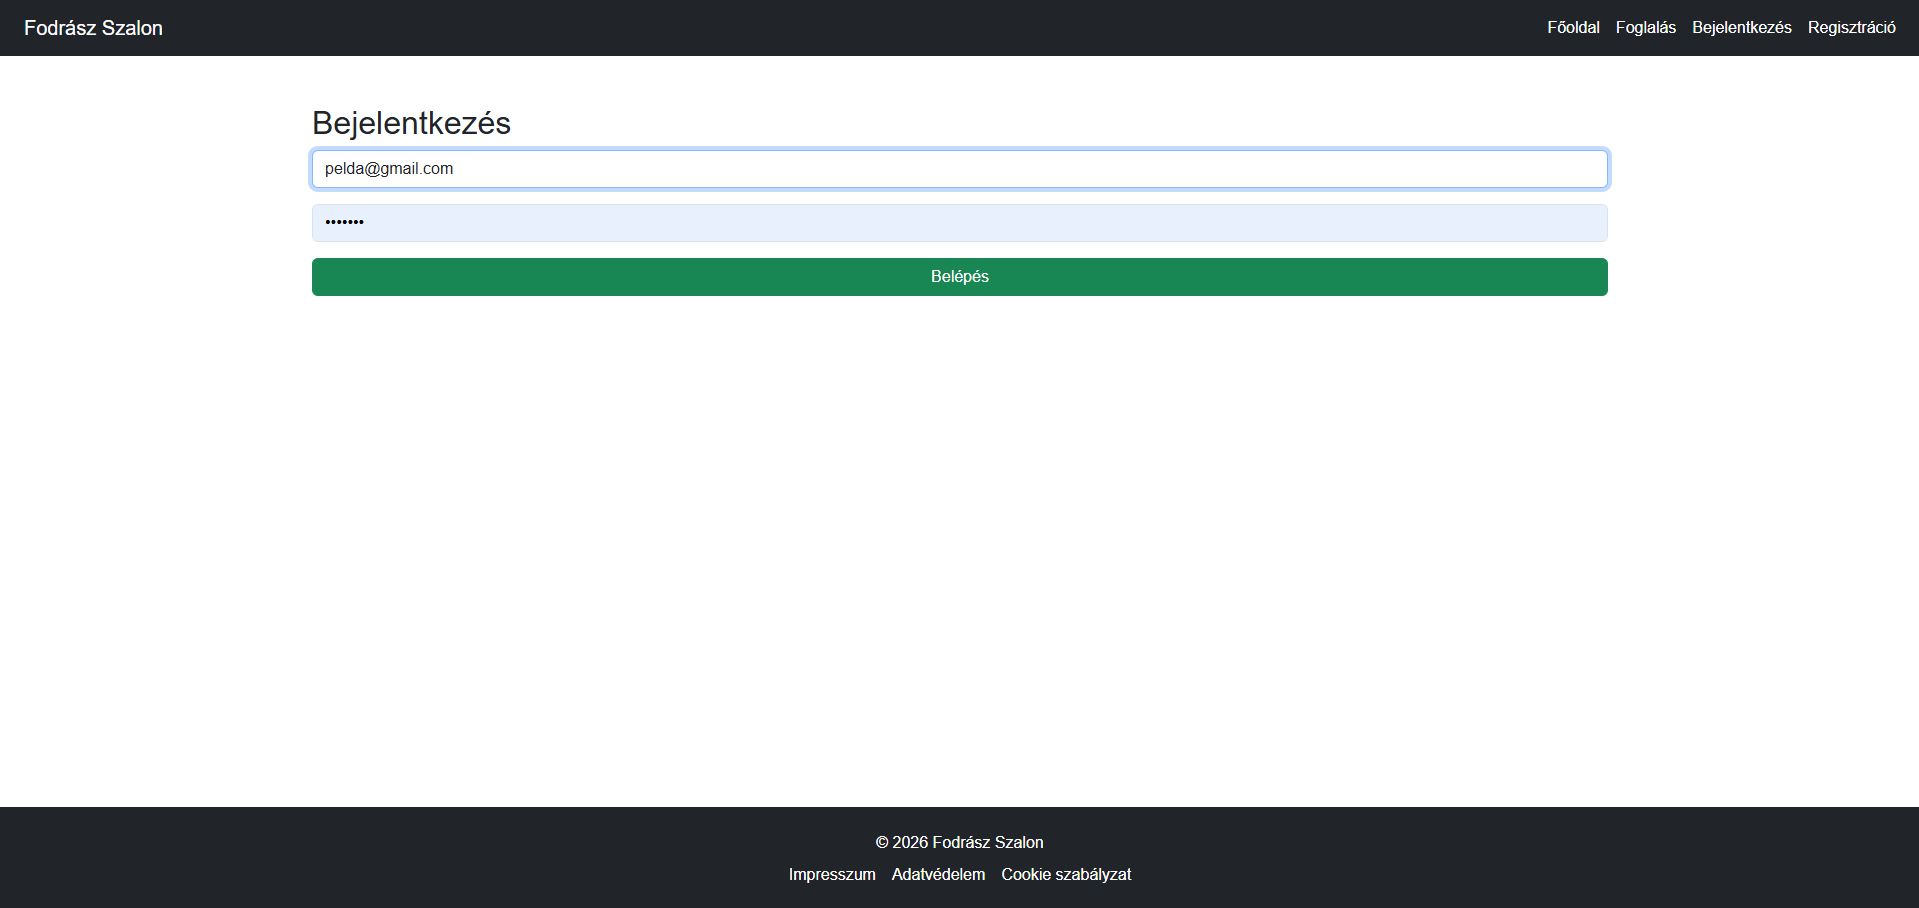 Fodrász Szalon
Főoldal Foglalás Bejelentkezés Regisztráció
Bejelentkezés
pelda@gmail.com
•••••••
Belépés
© 2026 Fodrász Szalon
Impresszum Adatvédelem Cookie szabályzat